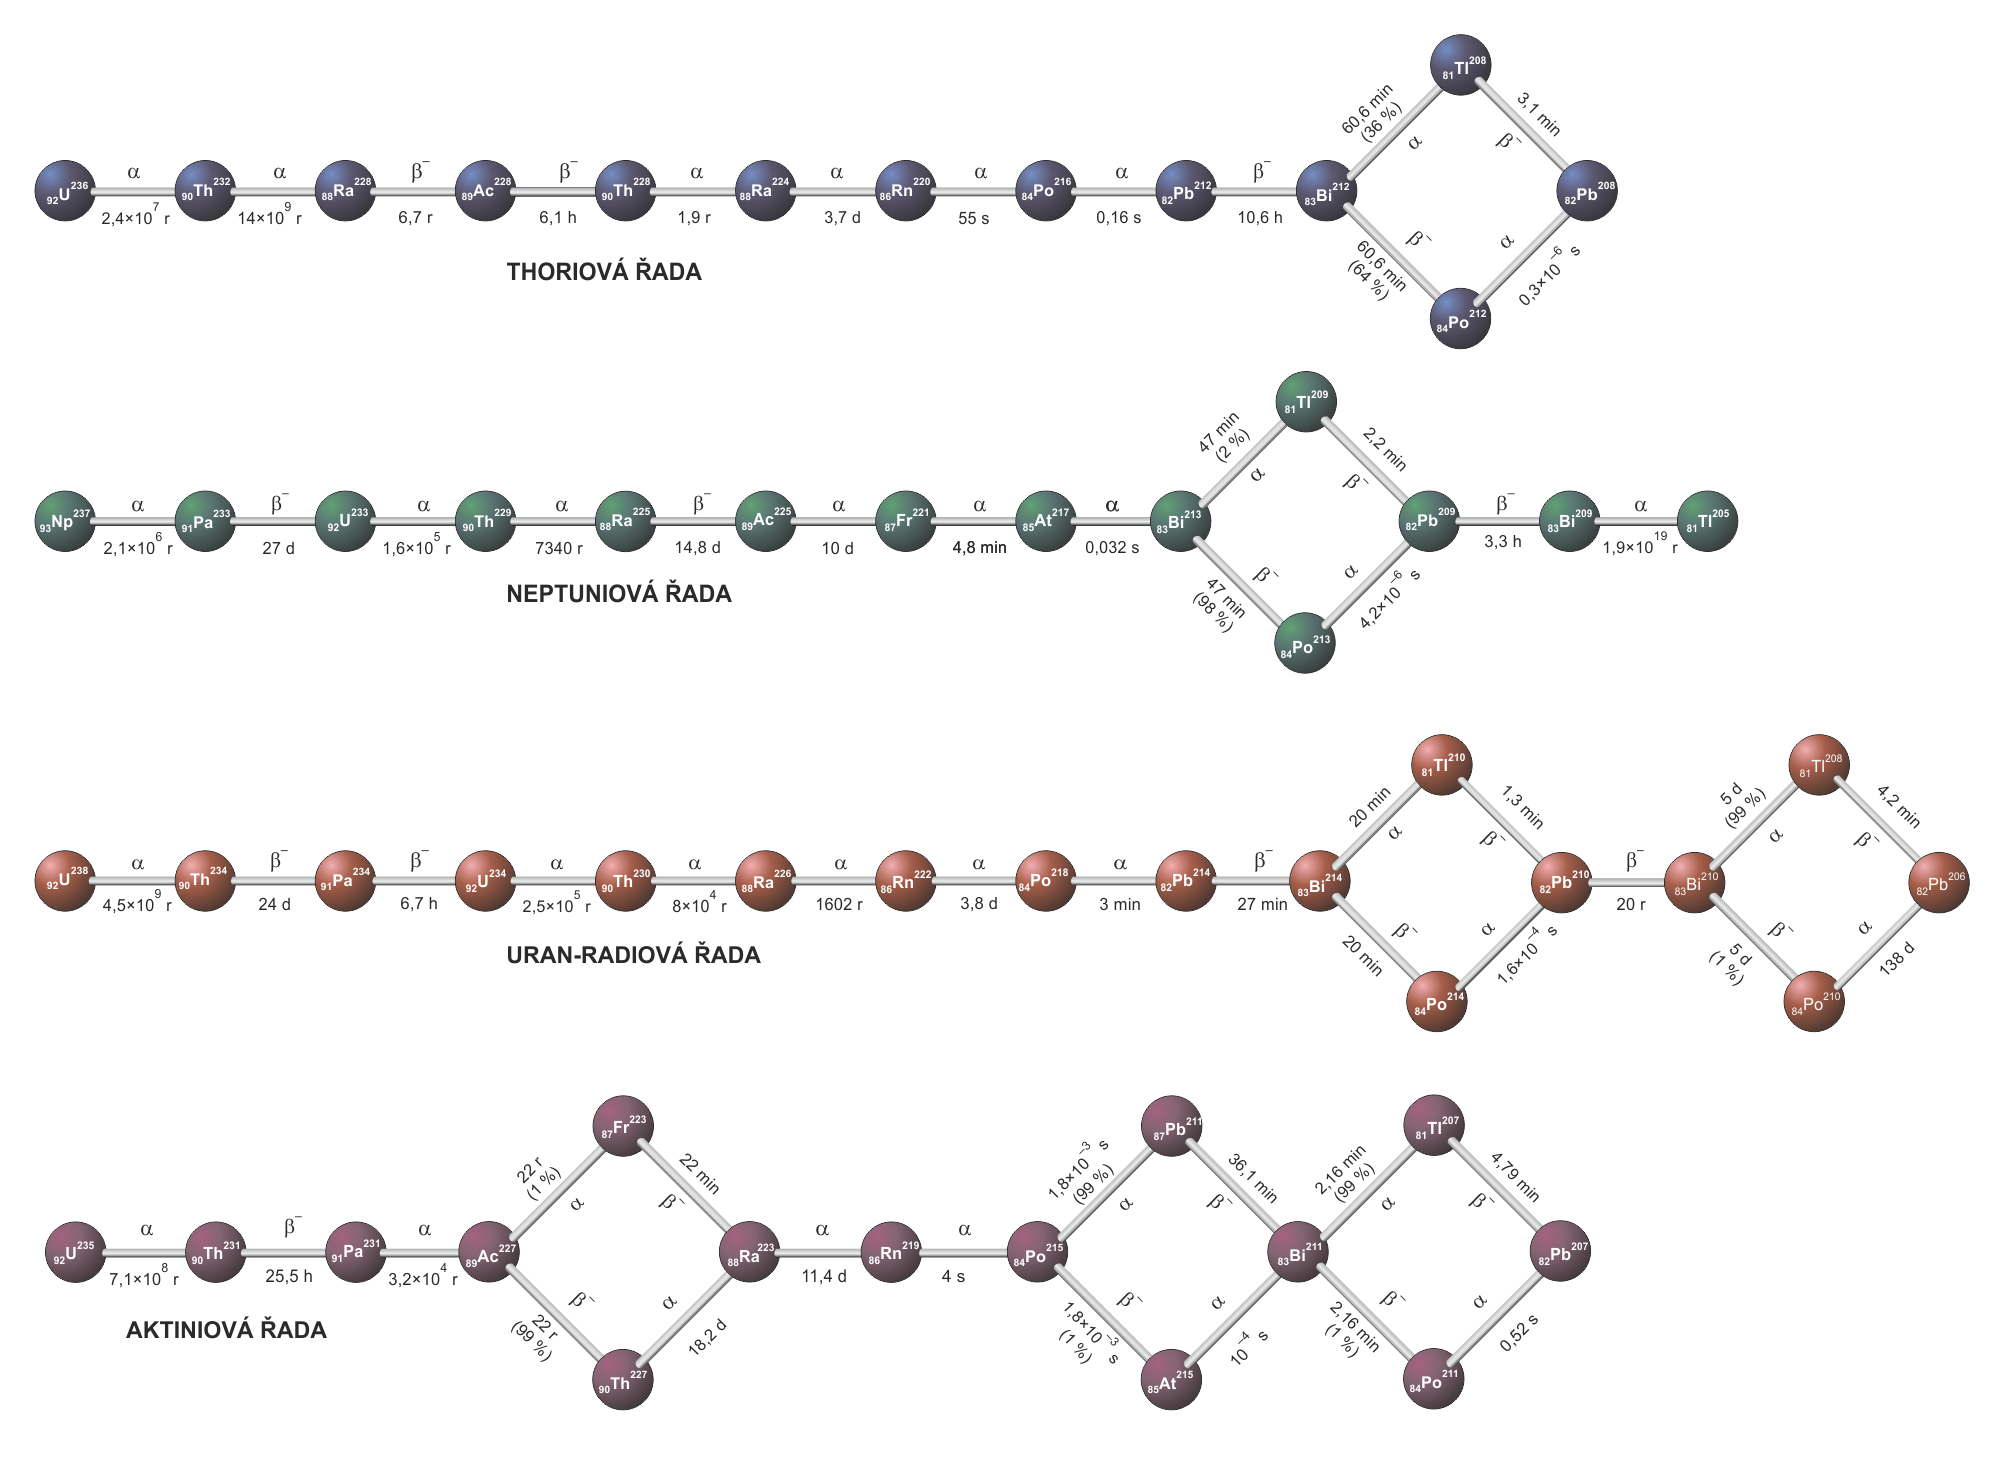 ₈₁Tl²⁰⁸
60,6 min
(36 %)
α
3,1 min
β⁻
α α β⁻ β⁻ α α α α β⁻
₉₂U²³⁶ ₉₀Th²³² ₈₈Ra²²⁸ ₈₉Ac²²⁸ ₉₀Th²²⁸ ₈₈Ra²²⁴ ₈₆Rn²²⁰ ₈₄Po²¹⁶ ₈₂Pb²¹² ₈₃Bi²¹² ₈₂Pb²⁰⁸
2,4×10⁷ r 14×10⁹ r 6,7 r 6,1 h 1,9 r 3,7 d 55 s 0,16 s 10,6 h
β⁻
60,6 min
(64 %)
α
0,3×10⁻⁶ s
THORIOVÁ ŘADA
₈₄Po²¹²
₈₁Tl²⁰⁹
47 min
(2 %)
α
2,2 min
β⁻
α β⁻ α α β⁻ α α α β⁻ α
₉₃Np²³⁷ ₉₁Pa²³³ ₉₂U²³³ ₉₀Th²²⁹ ₈₈Ra²²⁵ ₈₉Ac²²⁵ ₈₇Fr²²¹ ₈₅At²¹⁷ ₈₃Bi²¹³ ₈₂Pb²⁰⁹ ₈₃Bi²⁰⁹ ₈₁Tl²⁰⁵
2,1×10⁶ r 27 d 1,6×10⁵ r 7340 r 14,8 d 10 d 4,8 min 0,032 s 3,3 h 1,9×10¹⁹ r
β⁻
47 min
(98 %)
α
4,2×10⁻⁶ s
NEPTUNIOVÁ ŘADA
₈₄Po²¹³
₈₁Tl²¹⁰ ₈₁Tl²⁰⁸
20 min
α
1,3 min
β⁻
5 d
(99 %)
α
4,2 min
β⁻
α β⁻ β⁻ α α α α α β⁻ β⁻
₉₂U²³⁸ ₉₀Th²³⁴ ₉₁Pa²³⁴ ₉₂U²³⁴ ₉₀Th²³⁰ ₈₈Ra²²⁶ ₈₆Rn²²² ₈₄Po²¹⁸ ₈₂Pb²¹⁴ ₈₃Bi²¹⁴ ₈₂Pb²¹⁰ ₈₃Bi²¹⁰ ₈₂Pb²⁰⁶
4,5×10⁹ r 24 d 6,7 h 2,5×10⁵ r 8×10⁴ r 1602 r 3,8 d 3 min 27 min 20 r
β⁻
20 min
α
1,6×10⁻⁴ s
β⁻
5 d
(1 %)
α
138 d
URAN-RADIOVÁ ŘADA
₈₄Po²¹⁴ ₈₄Po²¹⁰
₈₇Fr²²³ ₈₇Pb²¹¹ ₈₁Tl²⁰⁷
22 r
(1 %)
α
22 min
β⁻
1,8×10⁻³ s
(99 %)
α
36,1 min
β⁻
2,16 min
(99 %)
α
4,79 min
β⁻
α β⁻ α α α
₉₂U²³⁵ ₉₀Th²³¹ ₉₁Pa²³¹ ₈₉Ac²²⁷ ₈₈Ra²²³ ₈₆Rn²¹⁹ ₈₄Po²¹⁵ ₈₃Bi²¹¹ ₈₂Pb²⁰⁷
7,1×10⁸ r 25,5 h 3,2×10⁴ r 11,4 d 4 s
β⁻
22 r
(99 %)
α
18,2 d
β⁻
1,8×10⁻³ s
(1 %)
α
10⁻⁴ s
β⁻
2,16 min
(1 %)
α
0,52 s
AKTINIOVÁ ŘADA
₉₀Th²²⁷ ₈₅At²¹⁵ ₈₄Po²¹¹